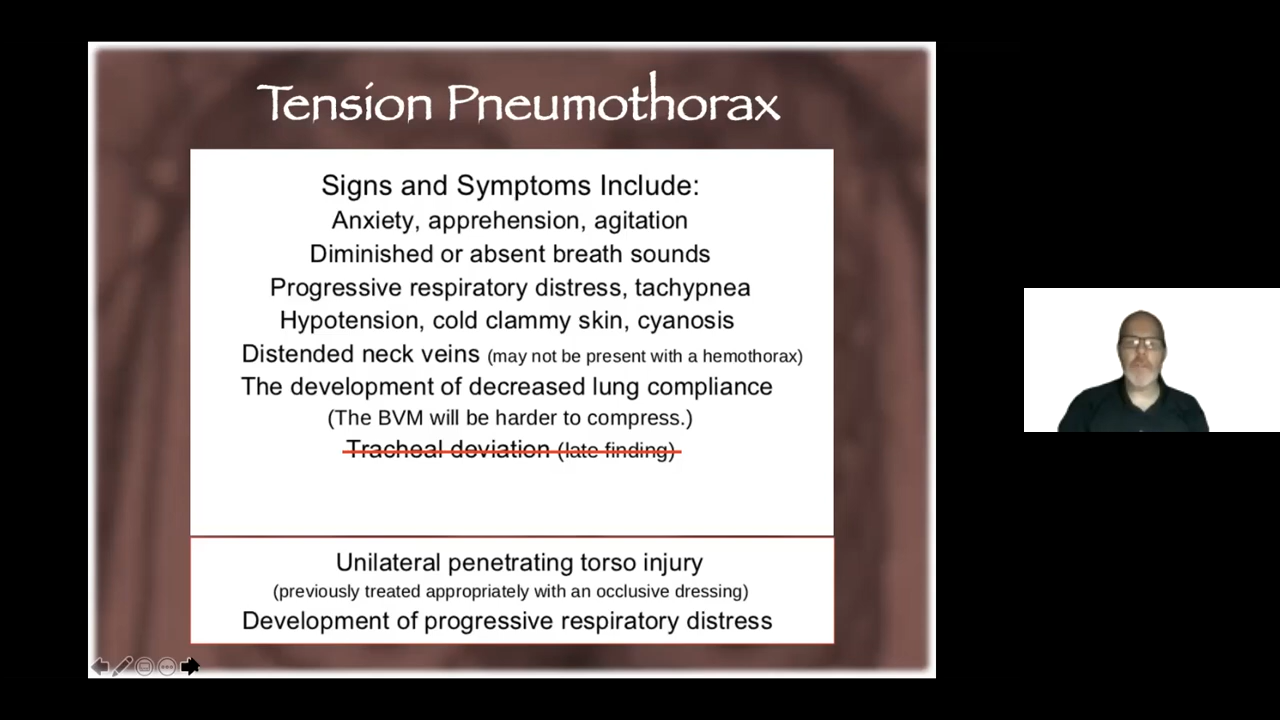 Tension Pneumothorax
Signs and Symptoms Include:
Anxiety, apprehension, agitation
Diminished or absent breath sounds
Progressive respiratory distress, tachypnea
Hypotension, cold clammy skin, cyanosis
Distended neck veins (may not be present with a hemothorax)
The development of decreased lung compliance
(The BVM will be harder to compress.)
Tracheal deviation (late finding)
Unilateral penetrating torso injury
(previously treated appropriately with an occlusive dressing)
Development of progressive respiratory distress